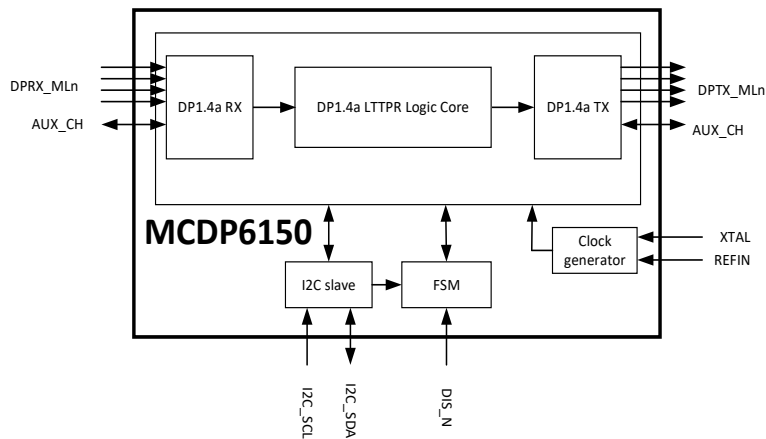 DPRX_MLn
AUX_CH
DP1.4a RX
DP1.4a LTTPR Logic Core
DP1.4a TX
DPTX_MLn
AUX_CH
MCDP6150
Clock
generator
XTAL
REFIN
I2C slave
FSM
I2C_SCL
I2C_SDA
DIS_N